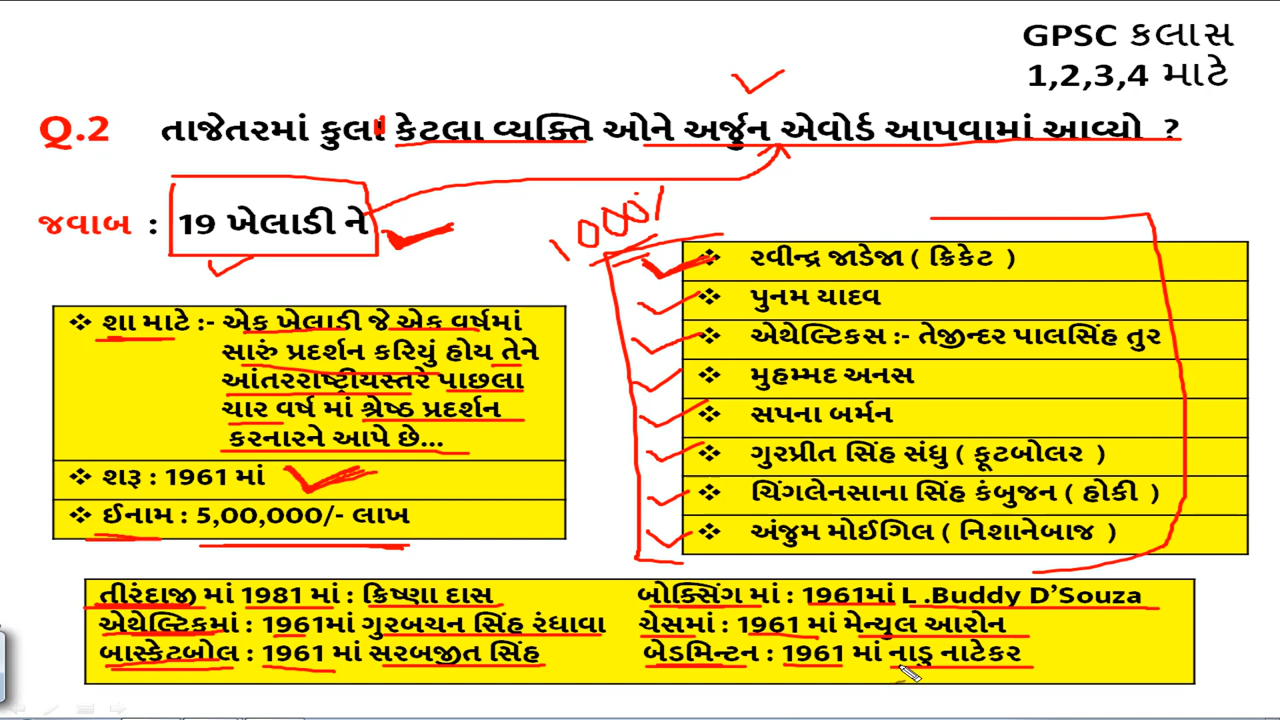 GPSC કલાસ
1,2,3,4 માટે
Q.2 તાજેતરમાં કુલા કેટલા વ્યક્તિ ઓને અર્જુન એવોર્ડ આપવામાં આવ્યો ?
જવાબ : 19 ખેલાડી ને
1000%
❖ શા માટે :- એક ખેલાડી જે એક વર્ષમાં
સારું પ્રદર્શન કરિયું હોય તેને
આંતરરાષ્ટ્રીયસ્તરે પાછલા
ચાર વર્ષ માં શ્રેષ્ઠ પ્રદર્શન
કરનારને આપે છે...
❖ શરૂ : 1961 માં
❖ ઈનામ : 5,00,000/- લાખ
❖ રવીન્દ્ર જાડેજા ( ક્રિકેટ )
❖ પુનમ યાદવ
❖ એથેલ્ટિકસ :- તેજીન્દર પાલસિંહ તુર
❖ મુહમ્મદ અનસ
❖ સપના બર્મન
❖ ગુરપ્રીત સિંહ સંધુ ( ફૂટબોલર )
❖ ચિંગલેનસાના સિંહ કંબુજન ( હોકી )
❖ અંજુમ મોઈગિલ ( નિશાનેબાજ )
તીરંદાજી માં 1981 માં : ક્રિષ્ણા દાસ
એથેલ્ટિકમાં : 1961માં ગુરબચન સિંહ રંધાવા
બાસ્કેટબોલ : 1961 માં સરબજીત સિંહ
બોક્સિંગ માં : 1961માં L .Buddy D’Souza
ચેસમાં : 1961 માં મેન્યુલ આરોન
બેડમિન્ટન : 1961 માં નાડુ નાટેકર